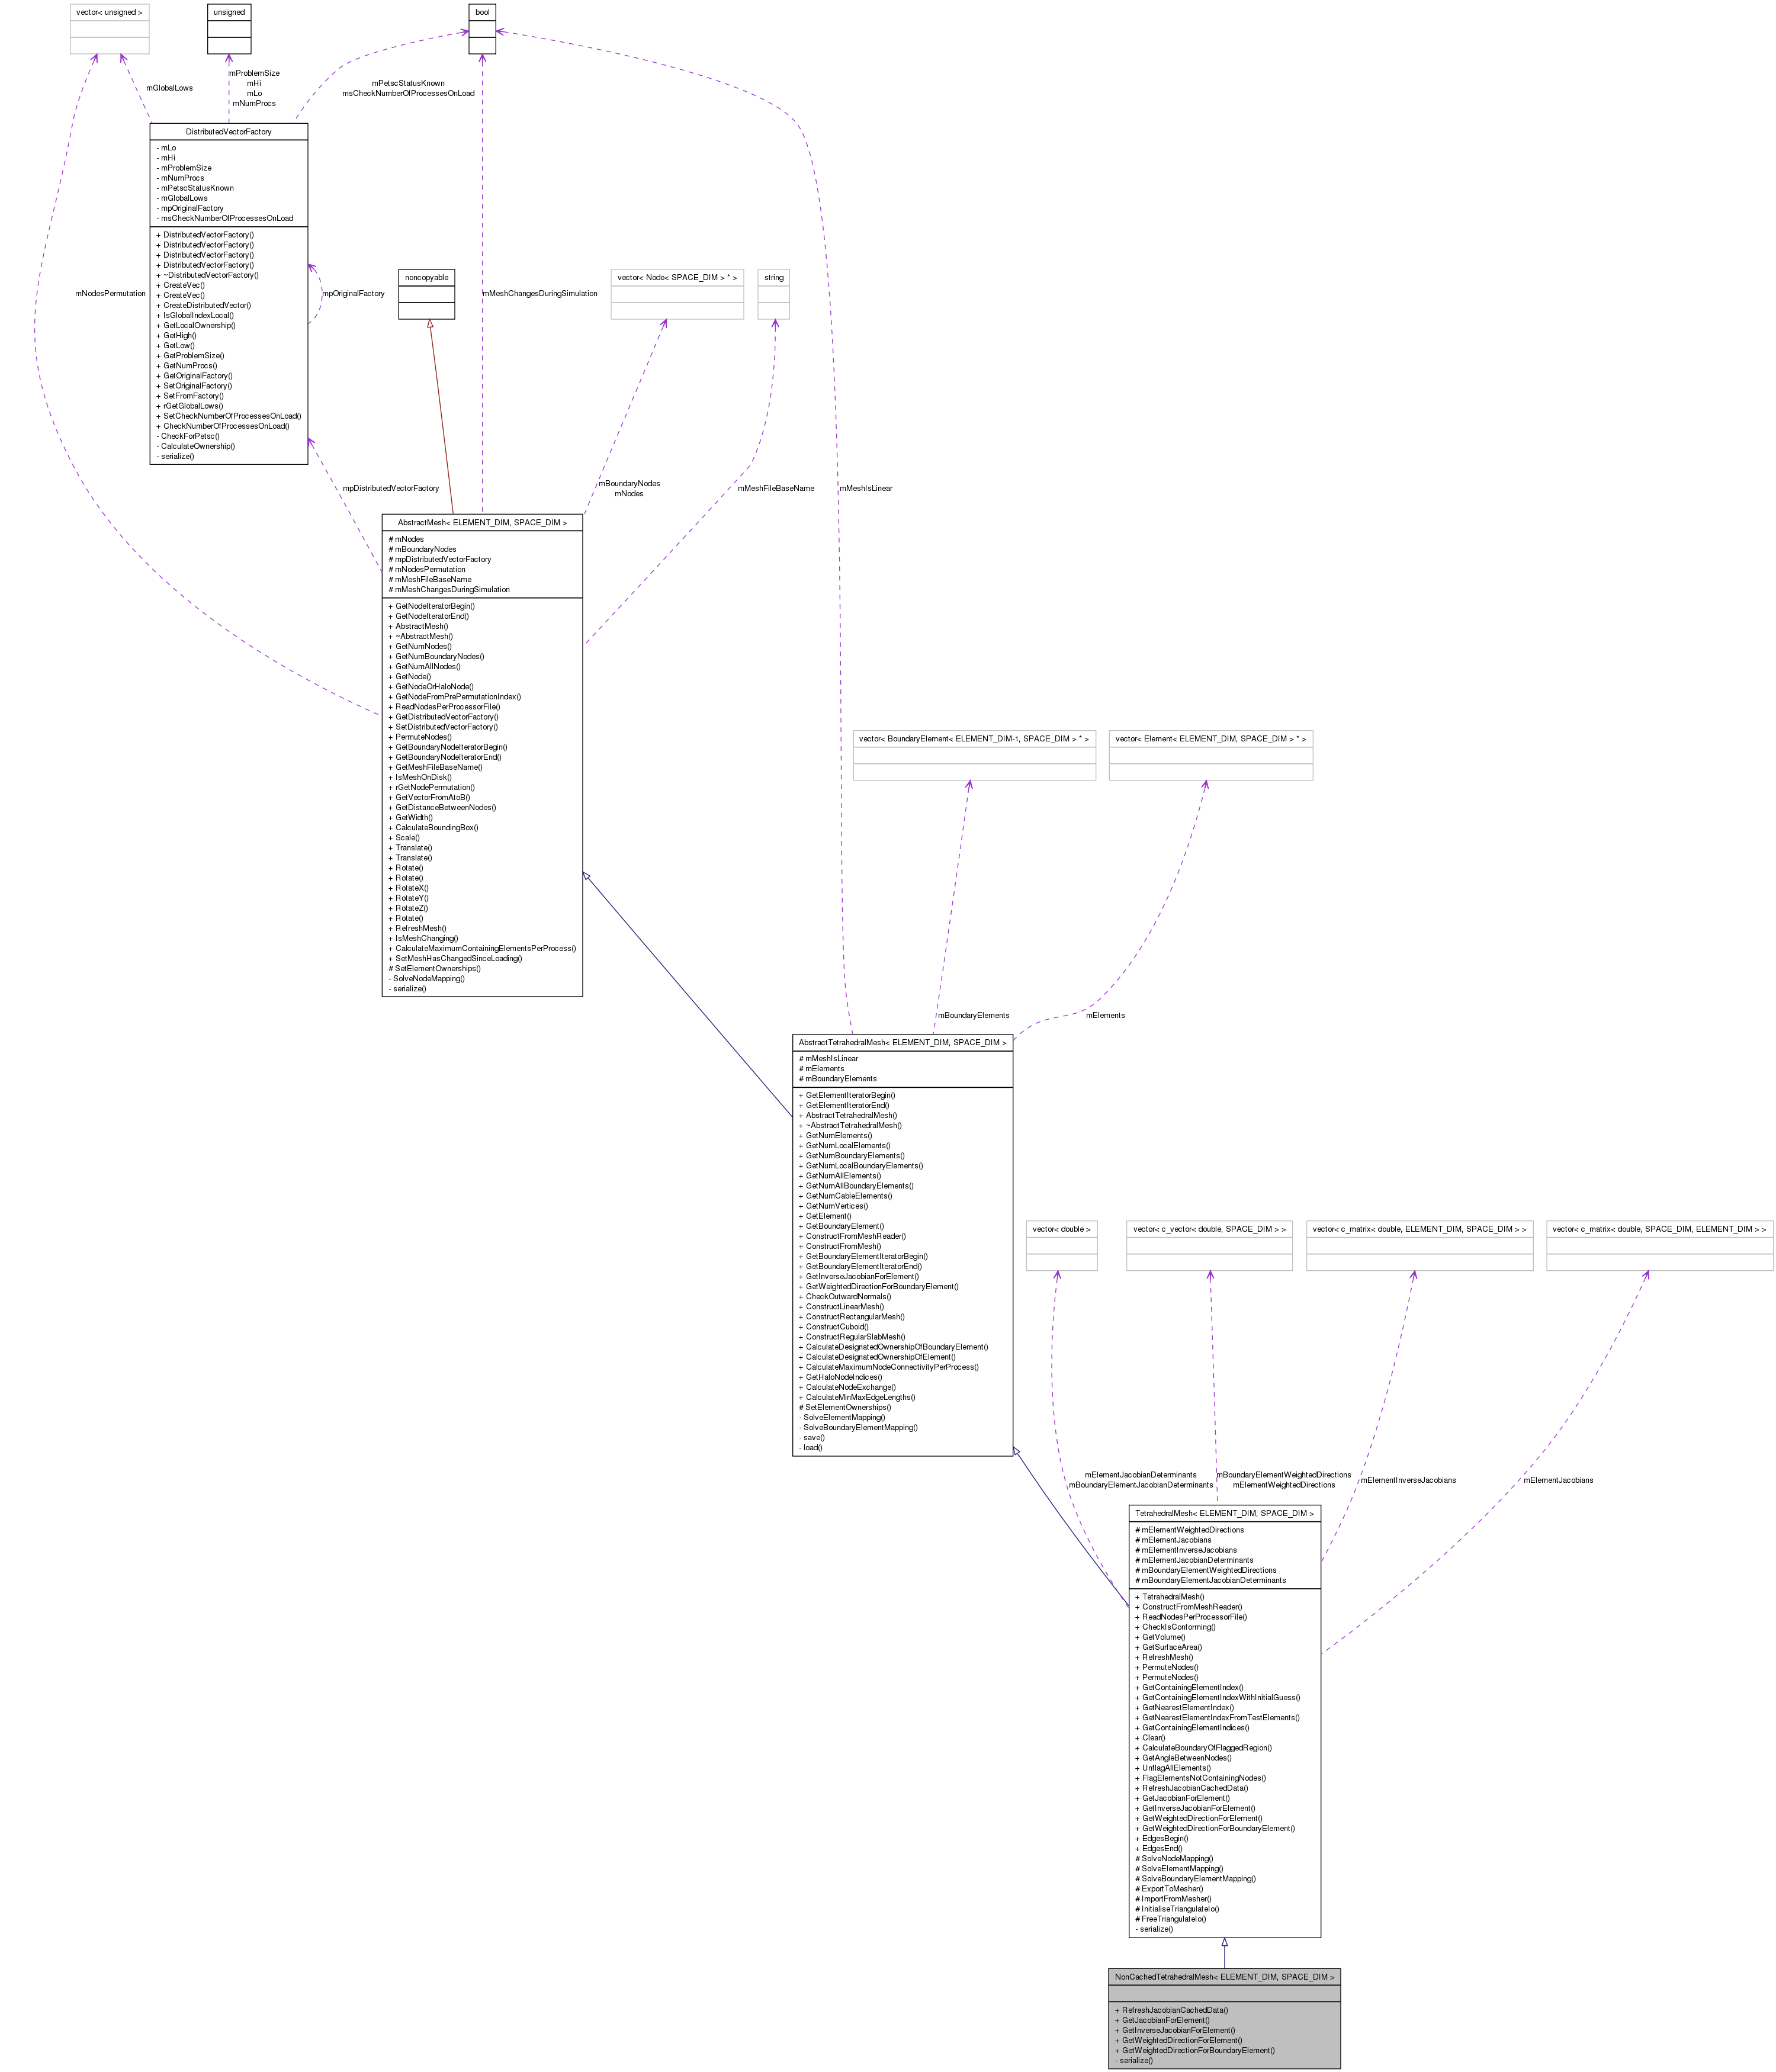 vector< unsigned >
unsigned
bool
mProblemSize
mHi
mLo
mNumProcs
mGlobalLows
mPetscStatusKnown
msCheckNumberOfProcessesOnLoad
DistributedVectorFactory
- mLo
- mHi
- mProblemSize
- mNumProcs
- mPetscStatusKnown
- mGlobalLows
- mpOriginalFactory
- msCheckNumberOfProcessesOnLoad
+ DistributedVectorFactory()
+ DistributedVectorFactory()
+ DistributedVectorFactory()
+ DistributedVectorFactory()
+ ~DistributedVectorFactory()
+ CreateVec()
+ CreateVec()
+ CreateDistributedVector()
+ IsGlobalIndexLocal()
+ GetLocalOwnership()
+ GetHigh()
+ GetLow()
+ GetProblemSize()
+ GetNumProcs()
+ GetOriginalFactory()
+ SetOriginalFactory()
+ SetFromFactory()
+ rGetGlobalLows()
+ SetCheckNumberOfProcessesOnLoad()
+ CheckNumberOfProcessesOnLoad()
- CheckForPetsc()
- CalculateOwnership()
- serialize()
noncopyable
vector< Node< SPACE_DIM > * >
string
mNodesPermutation
mpOriginalFactory
mMeshChangesDuringSimulation
mpDistributedVectorFactory
mBoundaryNodes
mNodes
mMeshFileBaseName
mMeshIsLinear
AbstractMesh< ELEMENT_DIM, SPACE_DIM >
# mNodes
# mBoundaryNodes
# mpDistributedVectorFactory
# mNodesPermutation
# mMeshFileBaseName
# mMeshChangesDuringSimulation
+ GetNodeIteratorBegin()
+ GetNodeIteratorEnd()
+ AbstractMesh()
+ ~AbstractMesh()
+ GetNumNodes()
+ GetNumBoundaryNodes()
+ GetNumAllNodes()
+ GetNode()
+ GetNodeOrHaloNode()
+ GetNodeFromPrePermutationIndex()
+ ReadNodesPerProcessorFile()
+ GetDistributedVectorFactory()
+ SetDistributedVectorFactory()
+ PermuteNodes()
+ GetBoundaryNodeIteratorBegin()
+ GetBoundaryNodeIteratorEnd()
+ GetMeshFileBaseName()
+ IsMeshOnDisk()
+ rGetNodePermutation()
+ GetVectorFromAtoB()
+ GetDistanceBetweenNodes()
+ GetWidth()
+ CalculateBoundingBox()
+ Scale()
+ Translate()
+ Translate()
+ Rotate()
+ Rotate()
+ RotateX()
+ RotateY()
+ RotateZ()
+ Rotate()
+ RefreshMesh()
+ IsMeshChanging()
+ CalculateMaximumContainingElementsPerProcess()
+ SetMeshHasChangedSinceLoading()
# SetElementOwnerships()
- SolveNodeMapping()
- serialize()
vector< BoundaryElement< ELEMENT_DIM-1, SPACE_DIM > * >
vector< Element< ELEMENT_DIM, SPACE_DIM > * >
mBoundaryElements
mElements
AbstractTetrahedralMesh< ELEMENT_DIM, SPACE_DIM >
# mMeshIsLinear
# mElements
# mBoundaryElements
+ GetElementIteratorBegin()
+ GetElementIteratorEnd()
+ AbstractTetrahedralMesh()
+ ~AbstractTetrahedralMesh()
+ GetNumElements()
+ GetNumLocalElements()
+ GetNumBoundaryElements()
+ GetNumLocalBoundaryElements()
+ GetNumAllElements()
+ GetNumAllBoundaryElements()
+ GetNumCableElements()
+ GetNumVertices()
+ GetElement()
+ GetBoundaryElement()
+ ConstructFromMeshReader()
+ ConstructFromMesh()
+ GetBoundaryElementIteratorBegin()
+ GetBoundaryElementIteratorEnd()
+ GetInverseJacobianForElement()
+ GetWeightedDirectionForBoundaryElement()
+ CheckOutwardNormals()
+ ConstructLinearMesh()
+ ConstructRectangularMesh()
+ ConstructCuboid()
+ ConstructRegularSlabMesh()
+ CalculateDesignatedOwnershipOfBoundaryElement()
+ CalculateDesignatedOwnershipOfElement()
+ CalculateMaximumNodeConnectivityPerProcess()
+ GetHaloNodeIndices()
+ CalculateNodeExchange()
+ CalculateMinMaxEdgeLengths()
# SetElementOwnerships()
- SolveElementMapping()
- SolveBoundaryElementMapping()
- save()
- load()
vector< double >
vector< c_vector< double, SPACE_DIM > >
vector< c_matrix< double, ELEMENT_DIM, SPACE_DIM > >
vector< c_matrix< double, SPACE_DIM, ELEMENT_DIM > >
mElementJacobianDeterminants
mBoundaryElementJacobianDeterminants
mBoundaryElementWeightedDirections
mElementWeightedDirections
mElementInverseJacobians
mElementJacobians
TetrahedralMesh< ELEMENT_DIM, SPACE_DIM >
# mElementWeightedDirections
# mElementJacobians
# mElementInverseJacobians
# mElementJacobianDeterminants
# mBoundaryElementWeightedDirections
# mBoundaryElementJacobianDeterminants
+ TetrahedralMesh()
+ ConstructFromMeshReader()
+ ReadNodesPerProcessorFile()
+ CheckIsConforming()
+ GetVolume()
+ GetSurfaceArea()
+ RefreshMesh()
+ PermuteNodes()
+ PermuteNodes()
+ GetContainingElementIndex()
+ GetContainingElementIndexWithInitialGuess()
+ GetNearestElementIndex()
+ GetNearestElementIndexFromTestElements()
+ GetContainingElementIndices()
+ Clear()
+ CalculateBoundaryOfFlaggedRegion()
+ GetAngleBetweenNodes()
+ UnflagAllElements()
+ FlagElementsNotContainingNodes()
+ RefreshJacobianCachedData()
+ GetJacobianForElement()
+ GetInverseJacobianForElement()
+ GetWeightedDirectionForElement()
+ GetWeightedDirectionForBoundaryElement()
+ EdgesBegin()
+ EdgesEnd()
# SolveNodeMapping()
# SolveElementMapping()
# SolveBoundaryElementMapping()
# ExportToMesher()
# ImportFromMesher()
# InitialiseTriangulateIo()
# FreeTriangulateIo()
- serialize()
NonCachedTetrahedralMesh< ELEMENT_DIM, SPACE_DIM >
+ RefreshJacobianCachedData()
+ GetJacobianForElement()
+ GetInverseJacobianForElement()
+ GetWeightedDirectionForElement()
+ GetWeightedDirectionForBoundaryElement()
- serialize()